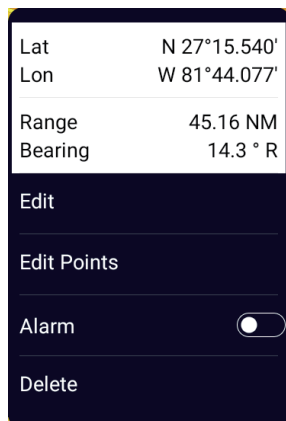 Lat N 27°15.540'
Lon W 81°44.077'
Range 45.16 NM
Bearing 14.3 ° R
Edit
Edit Points
Alarm
Delete